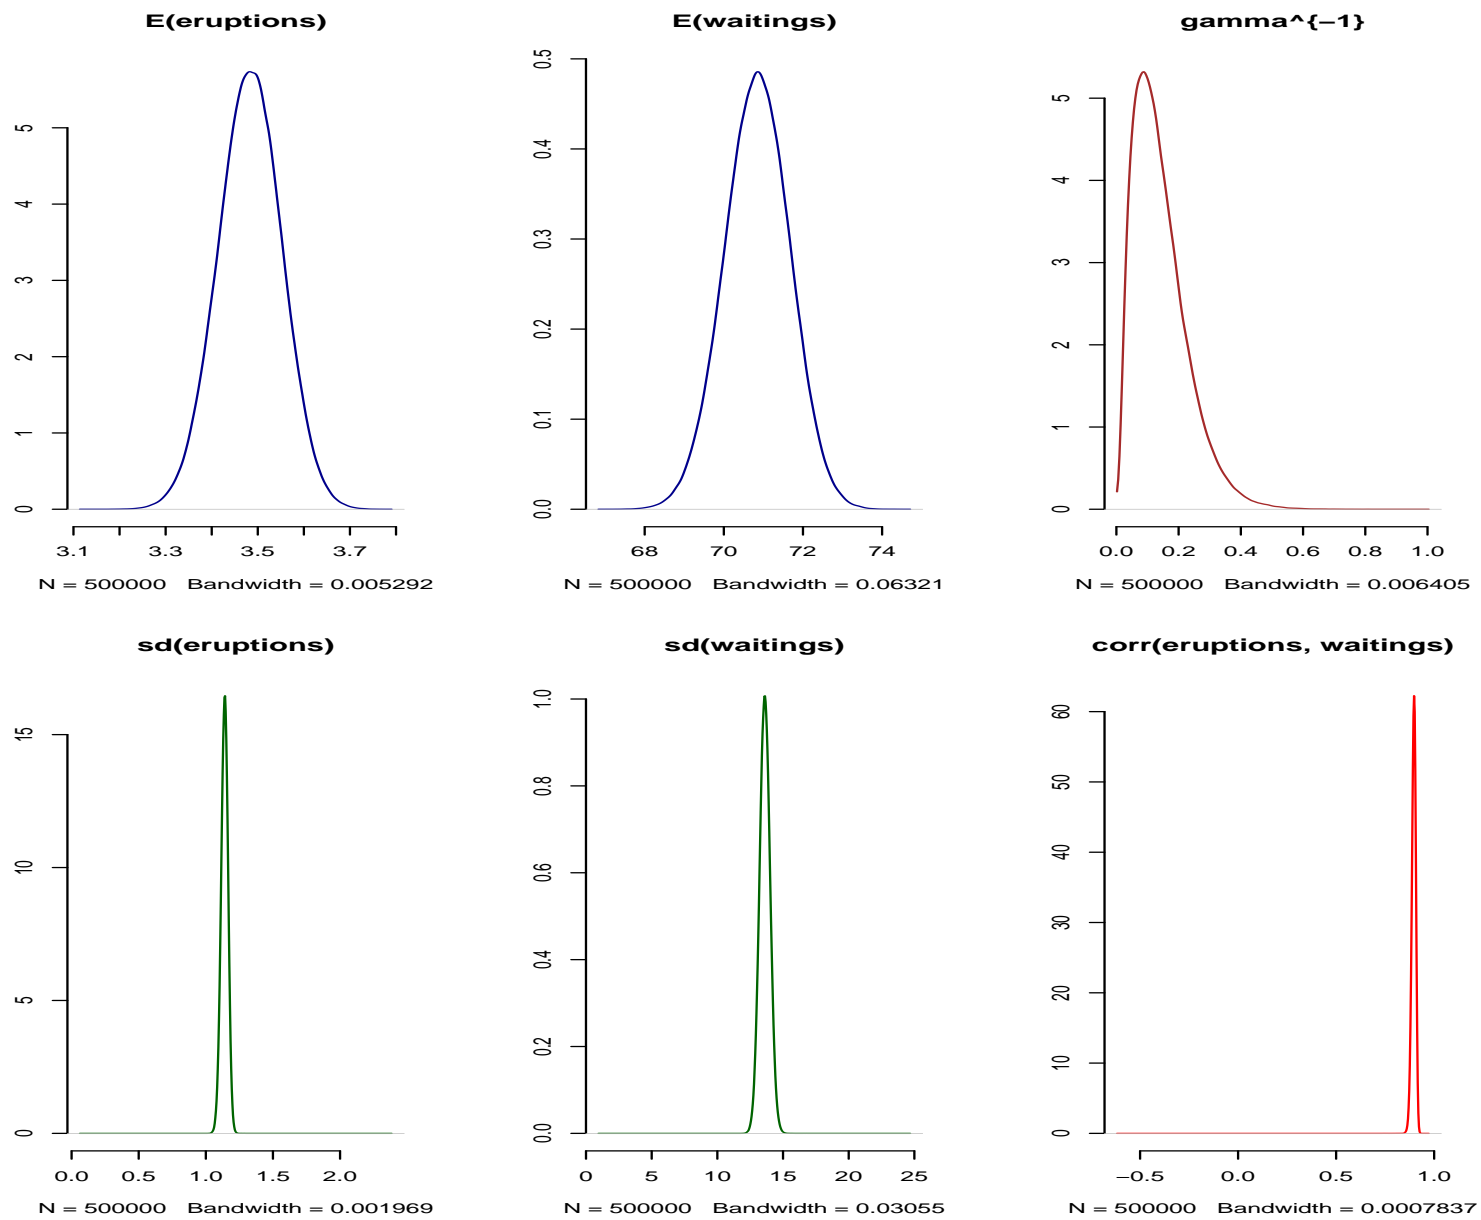 E(eruptions)
E(waitings)
gamma^{−1}
0 1 2 3 4 5
0.0 0.1 0.2 0.3 0.4 0.5
0 1 2 3 4 5
3.1 3.3 3.5 3.7
68 70 72 74
0.0 0.2 0.4 0.6 0.8 1.0
N = 500000 Bandwidth = 0.005292
N = 500000 Bandwidth = 0.06321
N = 500000 Bandwidth = 0.006405
sd(eruptions)
sd(waitings)
corr(eruptions, waitings)
0 5 10 15
0.0 0.2 0.4 0.6 0.8 1.0
0 10 20 30 40 50 60
0.0 0.5 1.0 1.5 2.0
0 5 10 15 20 25
−0.5 0.0 0.5 1.0
N = 500000 Bandwidth = 0.001969
N = 500000 Bandwidth = 0.03055
N = 500000 Bandwidth = 0.0007837